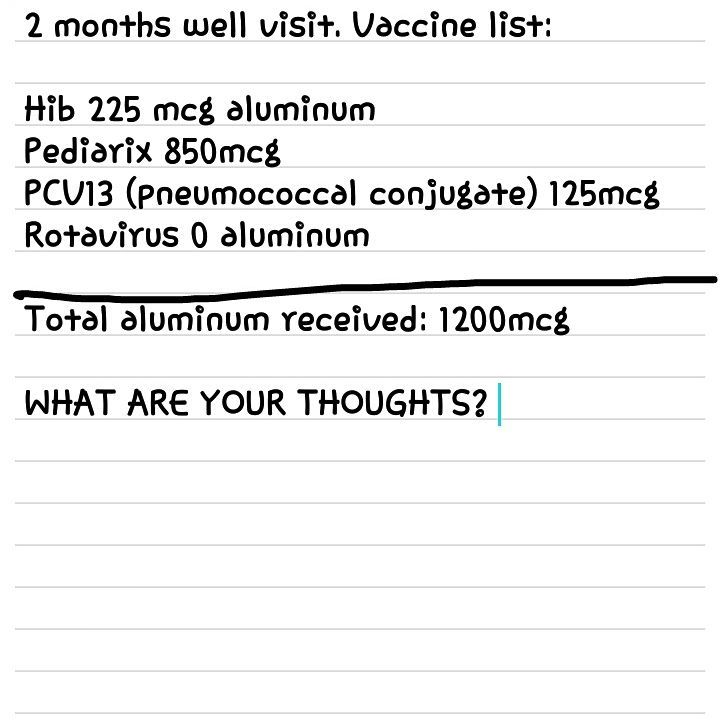 2 months well visit. Vaccine list:
Hib 225 mcg aluminum
Pediarix 850mcg
PCV13 (pneumococcal conjugate) 125mcg
Rotavirus 0 aluminum
Total aluminum received: 1200mcg
WHAT ARE YOUR THOUGHTS?